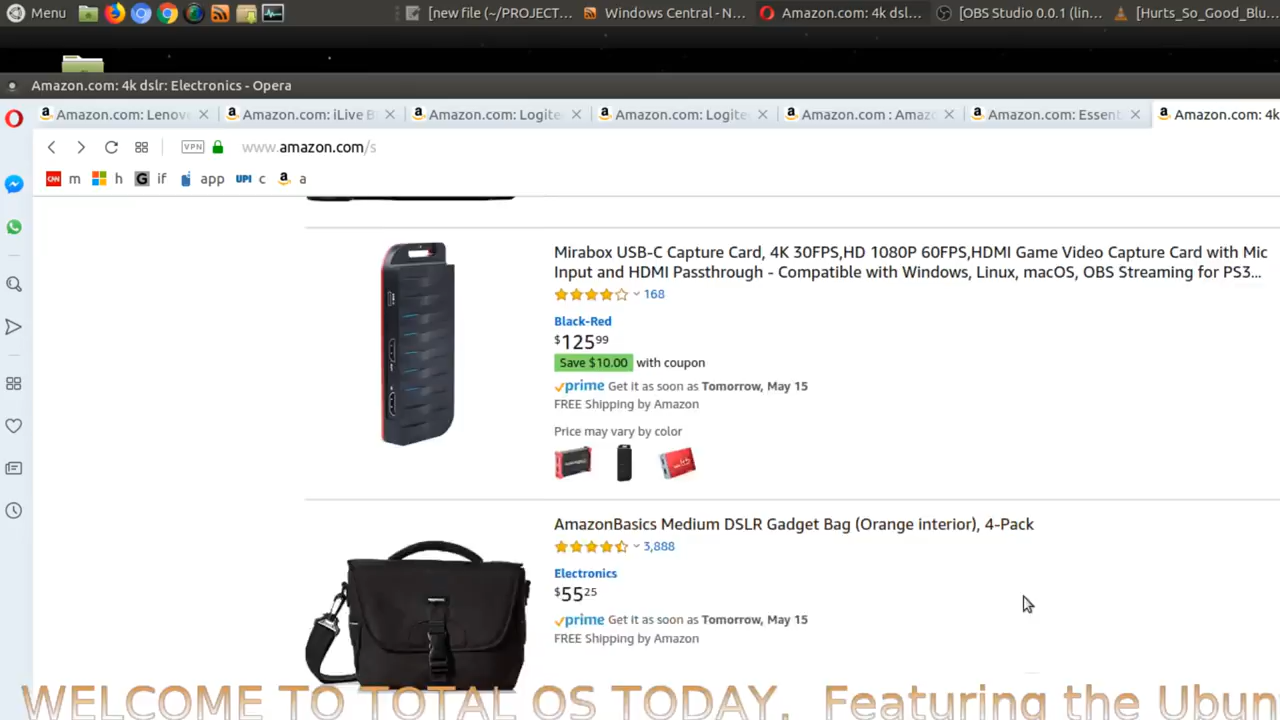 Menu [new file (~/PROJECT... Windows Central - N... Amazon.com: 4k dsl... [OBS Studio 0.0.1 (lin... [Hurts_So_Good_Blu...
Amazon.com: 4k dslr: Electronics - Opera
Amazon.com: Lenov Amazon.com: iLive B Amazon.com: Logite Amazon.com: Logite Amazon.com : Amaz Amazon.com: Essent Amazon.com: 4k
VPN www.amazon.com/s
CNN m h G if app UPI c a a
Mirabox USB-C Capture Card, 4K 30FPS,HD 1080P 60FPS,HDMI Game Video Capture Card with Mic
Input and HDMI Passthrough - Compatible with Windows, Linux, macOS, OBS Streaming for PS3...
168
Black-Red
$125 99
Save $10.00 with coupon
prime Get it as soon as Tomorrow, May 15
FREE Shipping by Amazon
Price may vary by color
AmazonBasics Medium DSLR Gadget Bag (Orange interior), 4-Pack
3,888
Electronics
$55 25
prime Get it as soon as Tomorrow, May 15
FREE Shipping by Amazon
WELCOME TO TOTAL OS TODAY. Featuring the Ubun